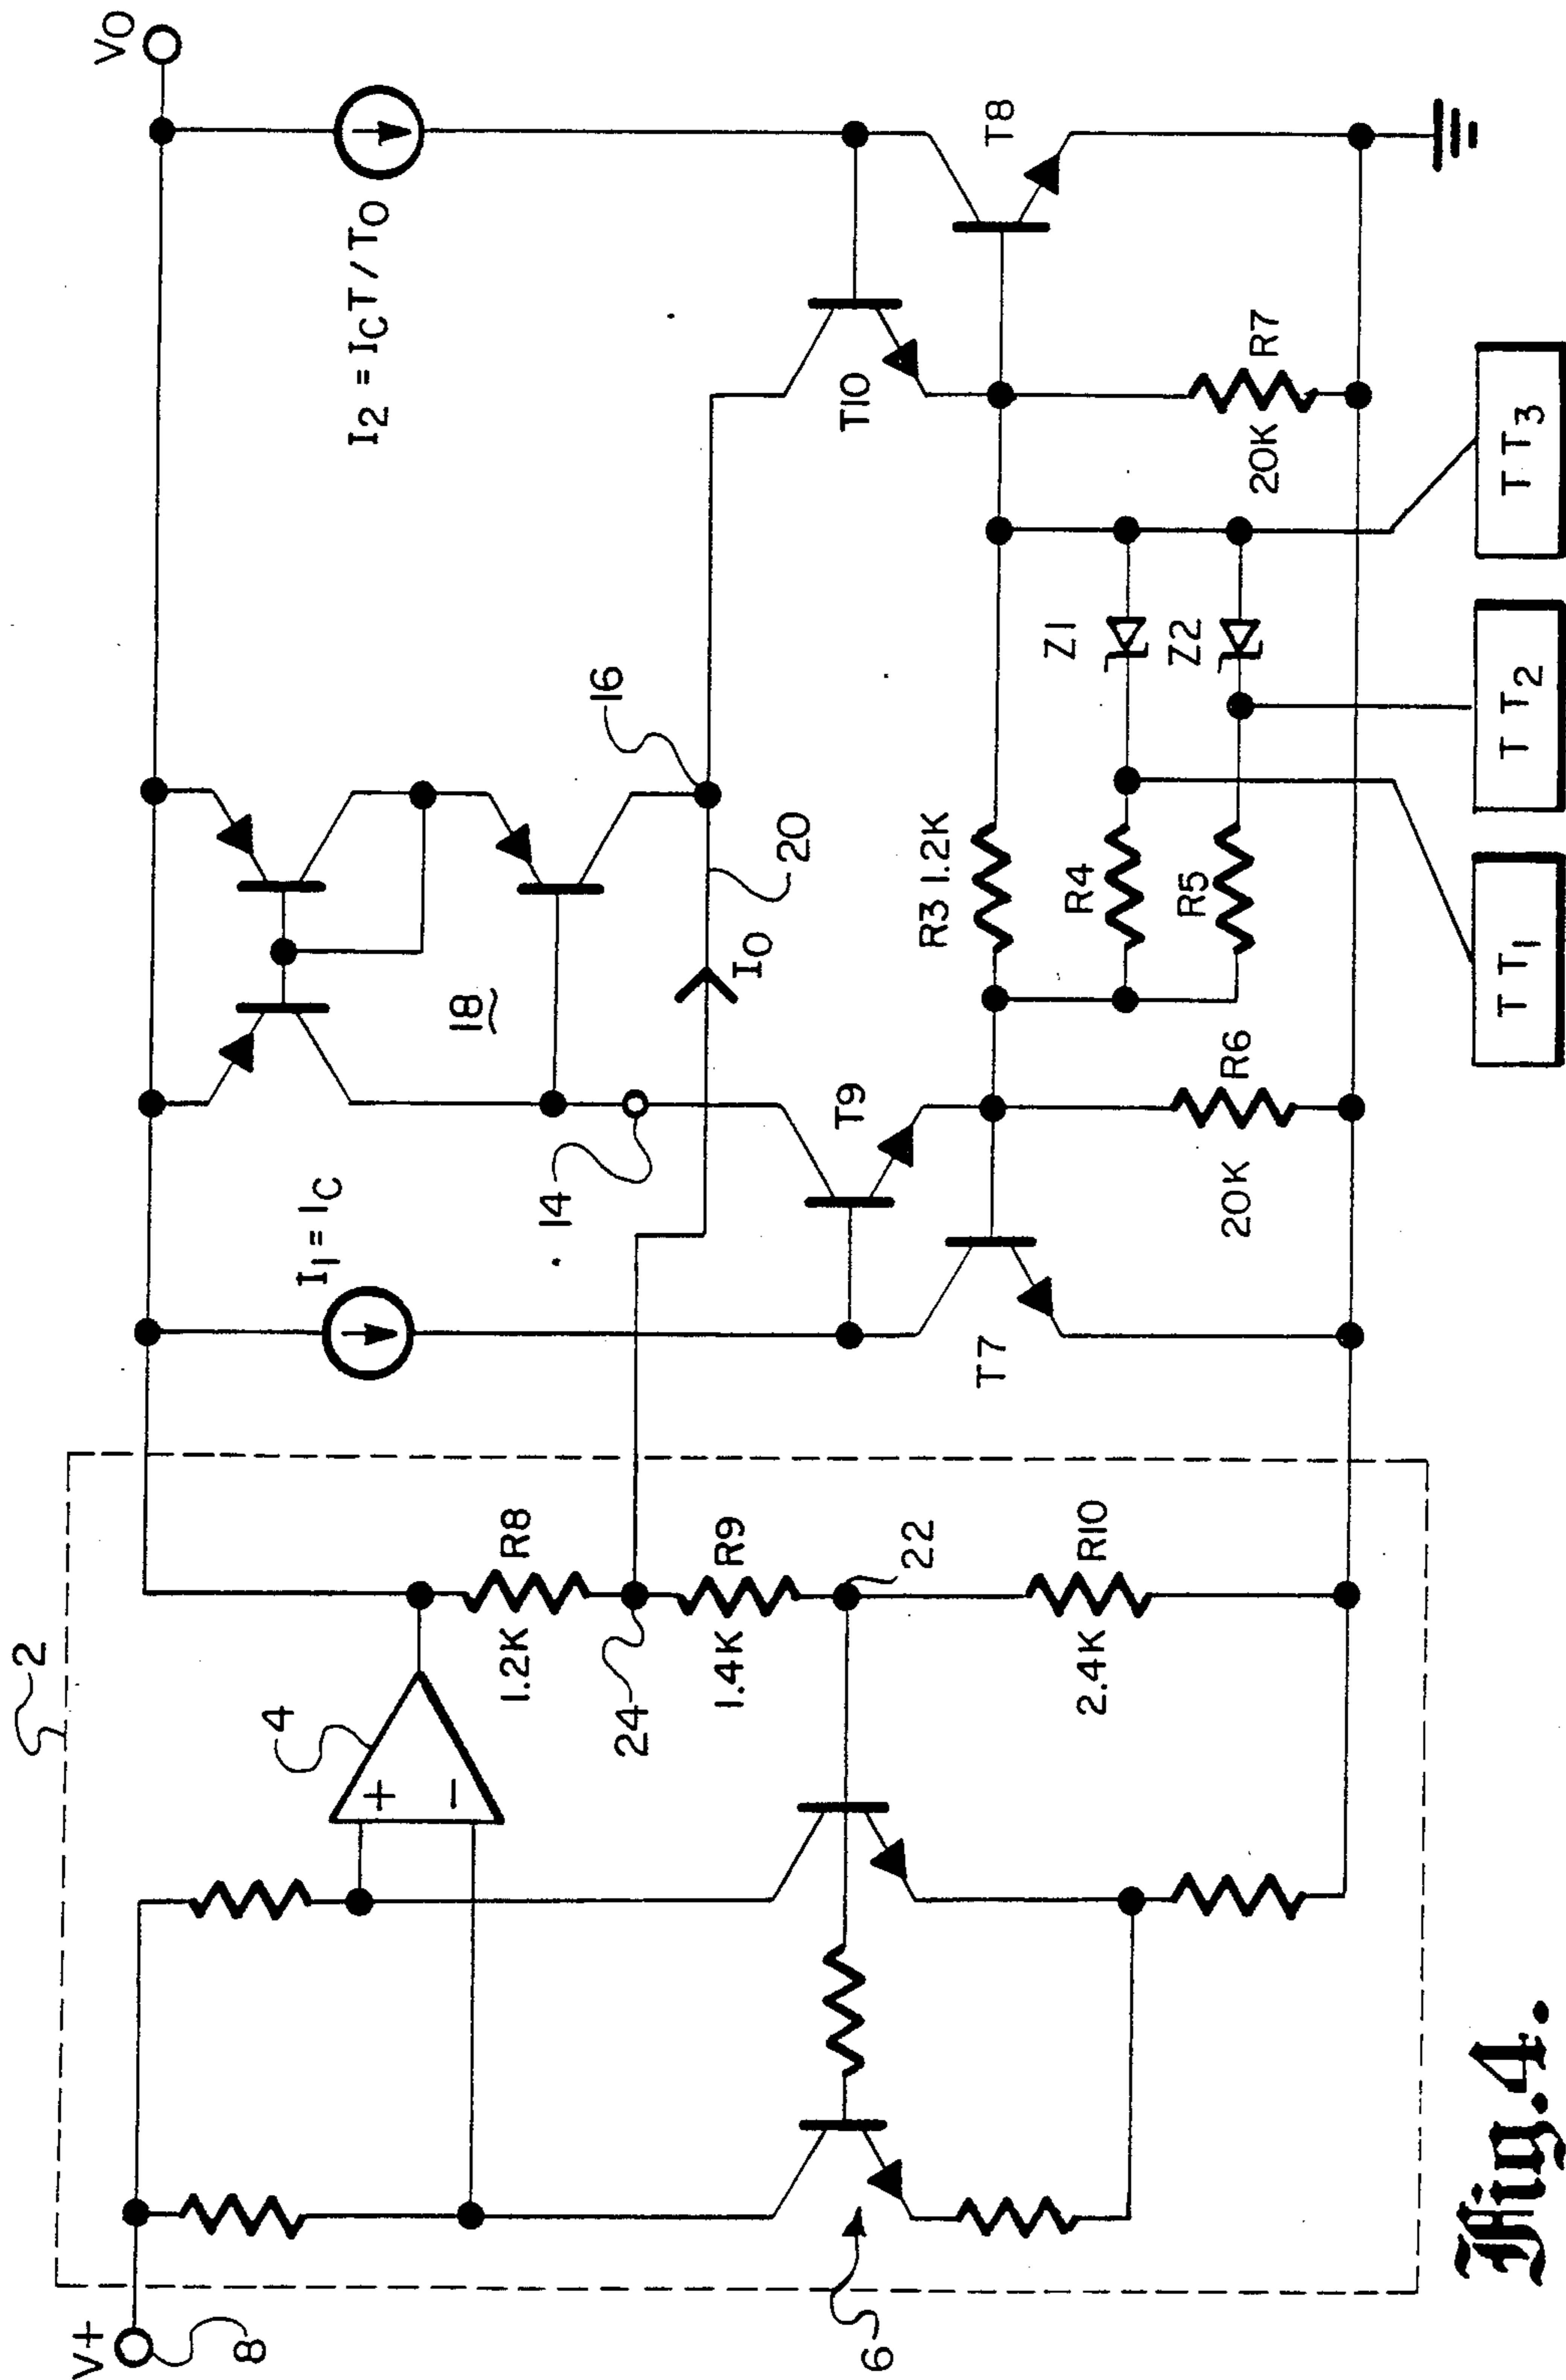 2
V+
8
6
4
+
−
R8
1.2K
24
R9
1.4K
22
R10
2.4K
I1 = IC
18
14
16
20
IO
T9
T7
R6
20K
R3 1.2K
R4
R5
Z1
Z2
I2 = ICT/TO
VO
T10
T8
R7
20K
TT1
TT2
TT3
Fig.4.